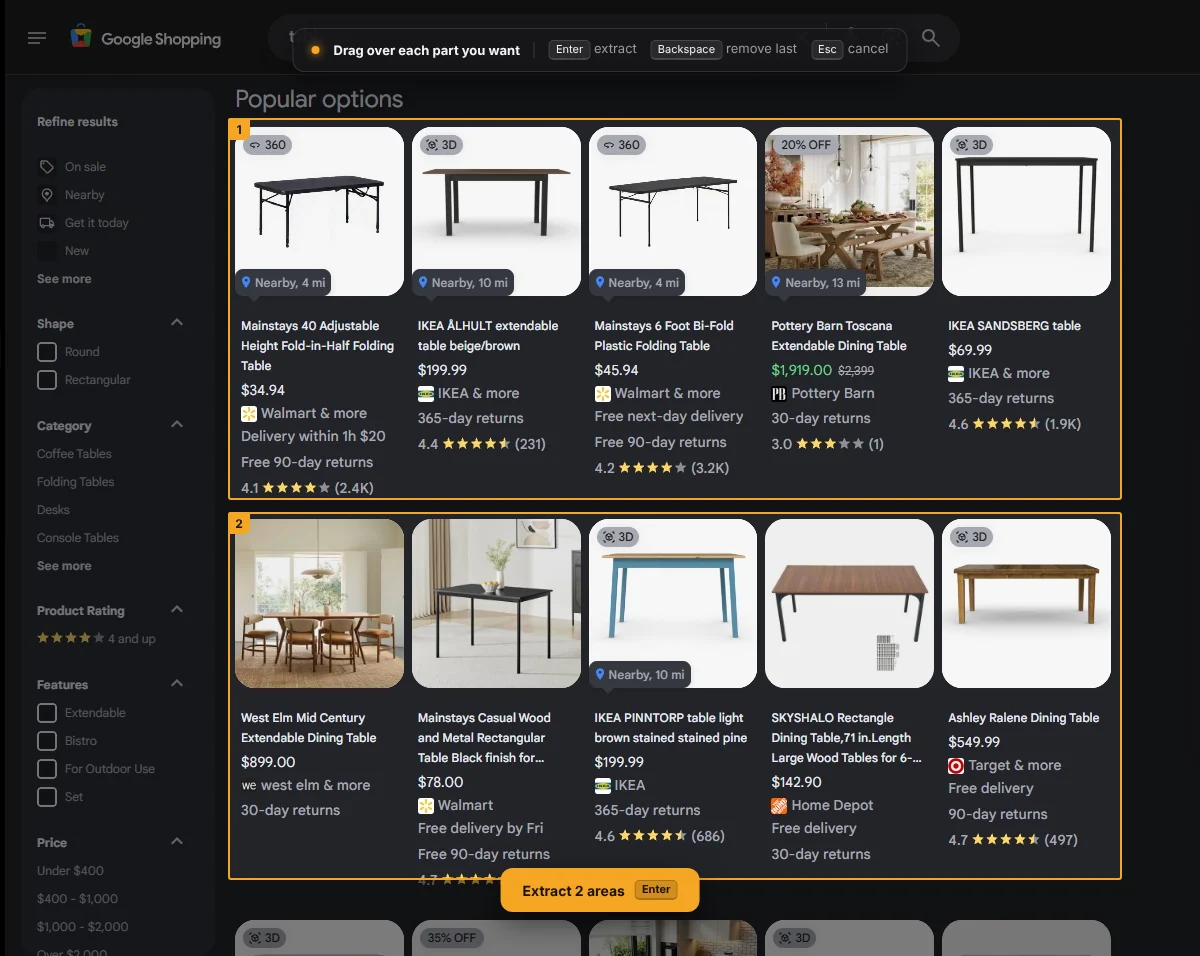 Google Shopping
Drag over each part you want
Enter extract
Backspace remove last
Esc cancel
Refine results
On sale
Nearby
Get it today
New
See more
Shape
Round
Rectangular
Category
Coffee Tables
Folding Tables
Desks
Console Tables
See more
Product Rating
4 and up
Features
Extendable
Bistro
For Outdoor Use
Set
Price
Under $400
$400 - $1,000
$1,000 - $2,000
Over $2,000
Popular options
1
360
Nearby, 4 mi
Mainstays 40 Adjustable
Height Fold-in-Half Folding
Table
$34.94
Walmart & more
Delivery within 1h $20
Free 90-day returns
4.1 (2.4K)
3D
Nearby, 10 mi
IKEA ÅLHULT extendable
table beige/brown
$199.99
IKEA & more
365-day returns
4.4 (231)
360
Nearby, 4 mi
Mainstays 6 Foot Bi-Fold
Plastic Folding Table
$45.94
Walmart & more
Free next-day delivery
Free 90-day returns
4.2 (3.2K)
20% OFF
Nearby, 13 mi
Pottery Barn Toscana
Extendable Dining Table
$1,919.00 $2,399
PB Pottery Barn
30-day returns
3.0 (1)
3D
IKEA SANDSBERG table
$69.99
IKEA & more
365-day returns
4.6 (1.9K)
2
West Elm Mid Century
Extendable Dining Table
$899.00
we west elm & more
30-day returns
Mainstays Casual Wood
and Metal Rectangular
Table Black finish for...
$78.00
Walmart
Free delivery by Fri
Free 90-day returns
4.7
3D
Nearby, 10 mi
IKEA PINNTORP table light
brown stained stained pine
$199.99
IKEA
365-day returns
4.6 (686)
SKYSHALO Rectangle
Dining Table,71 in.Length
Large Wood Tables for 6-...
$142.90
Home Depot
Free delivery
30-day returns
3D
Ashley Ralene Dining Table
$549.99
Target & more
Free delivery
90-day returns
4.7 (497)
Extract 2 areas Enter
3D
35% OFF
3D